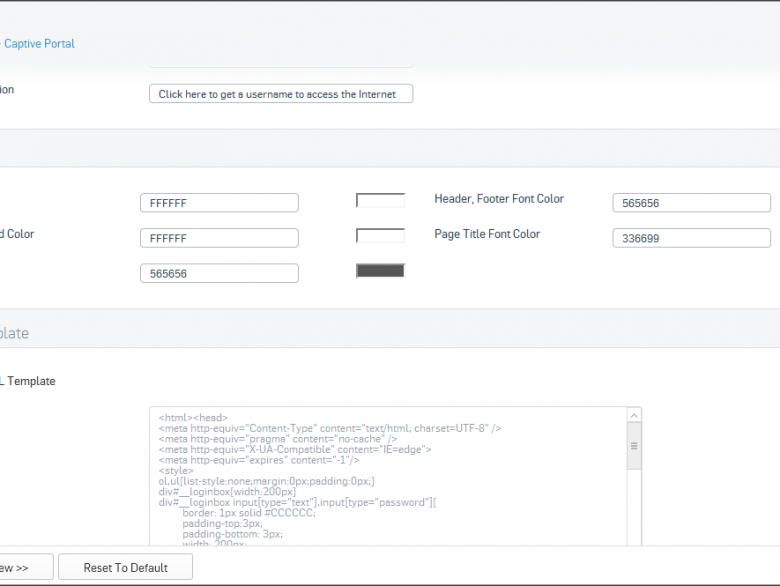 Captive Portal
ion
Click here to get a username to access the Internet
FFFFFF
Header, Footer Font Color
565656
d Color
FFFFFF
Page Title Font Color
336699
565656
plate
L Template
<html><head>
<meta http-equiv="Content-Type" content="text/html; charset=UTF-8" />
<meta http-equiv="pragma" content="no-cache" />
<meta http-equiv="X-UA-Compatible" content="IE=edge">
<meta http-equiv="expires" content="-1"/>
<style>
ol,ul{list-style:none;margin:0px;padding:0px;}
div#__loginbox{width:200px}
div#__loginbox input[type="text"],input[type="password"]{
border: 1px solid #CCCCCC;
padding-top:3px;
padding-bottom: 3px;
width: 200px;
ew >>
Reset To Default